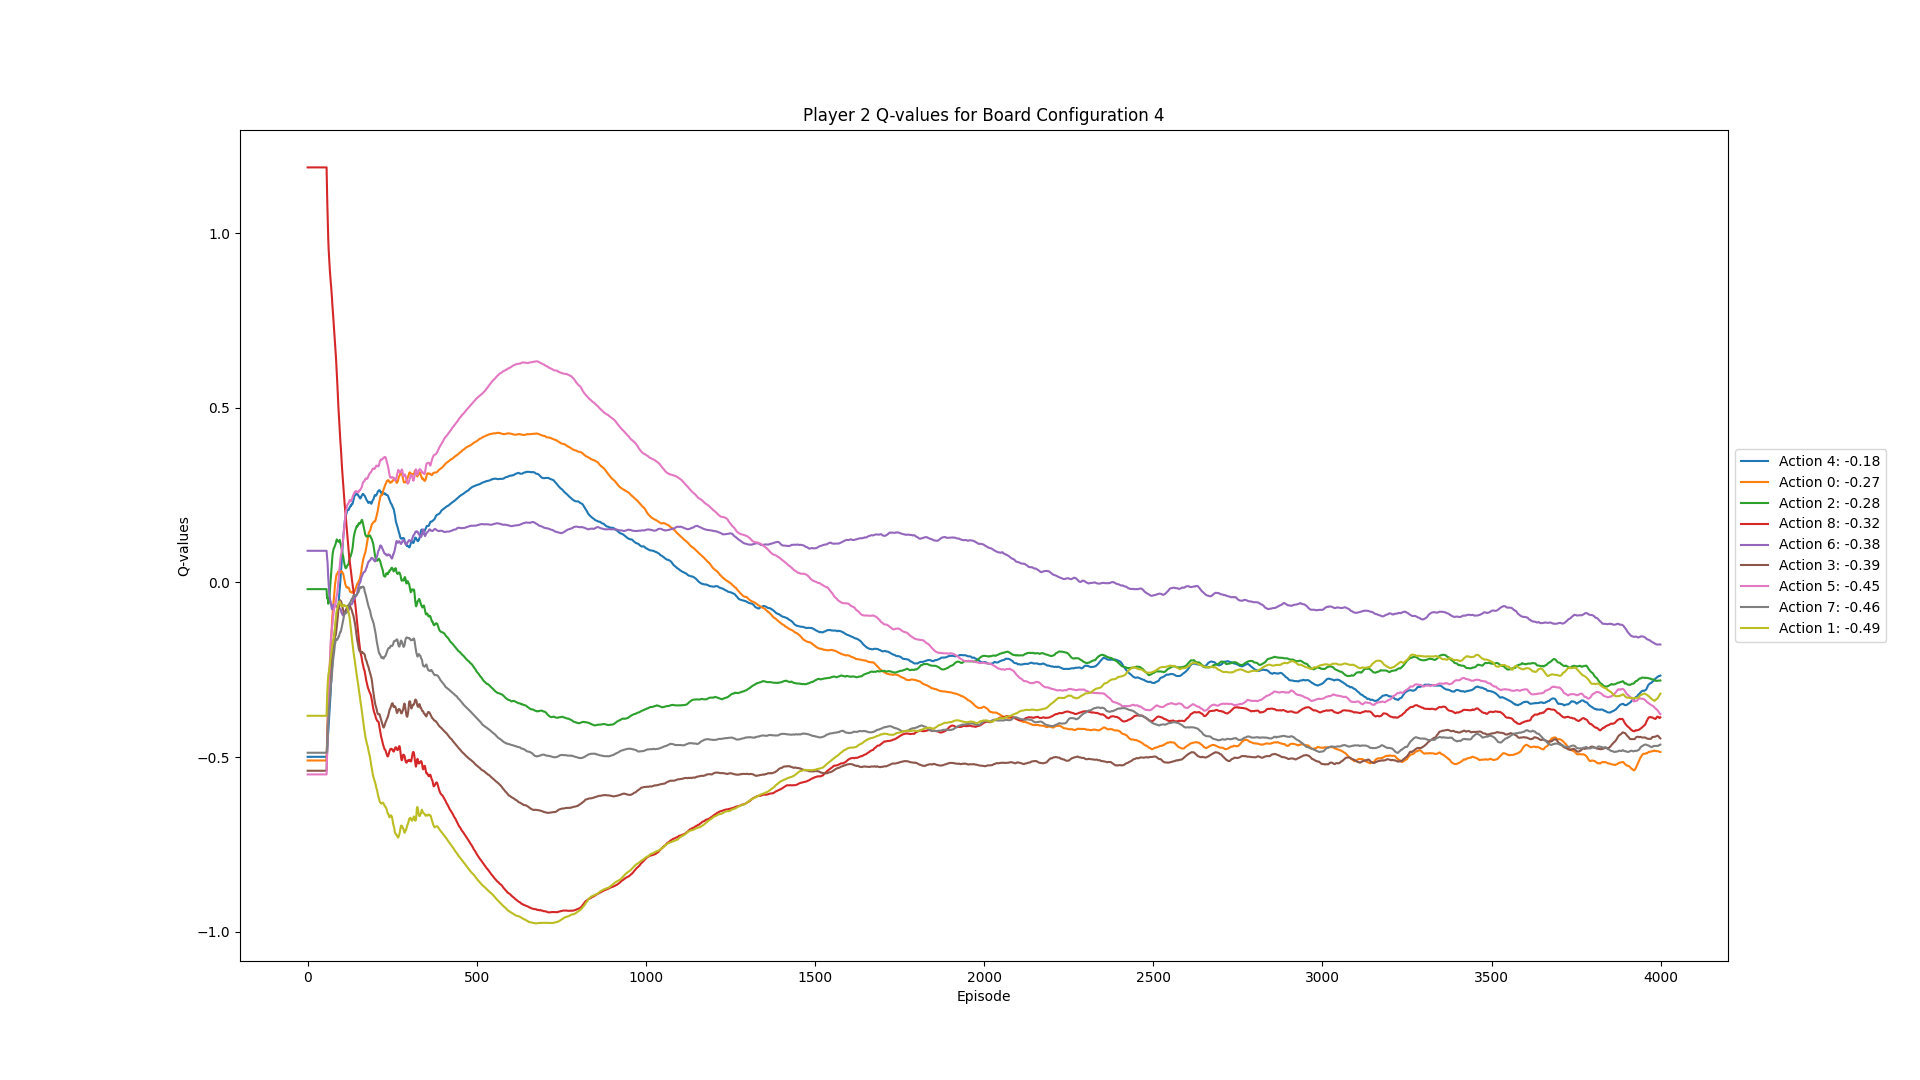 Player 2 Q-values for Board Configuration 4
1.0
0.5
0.0
−0.5
−1.0
Q-values
0 500 1000 1500 2000 2500 3000 3500 4000
Episode
Action 4: -0.18
Action 0: -0.27
Action 2: -0.28
Action 8: -0.32
Action 6: -0.38
Action 3: -0.39
Action 5: -0.45
Action 7: -0.46
Action 1: -0.49